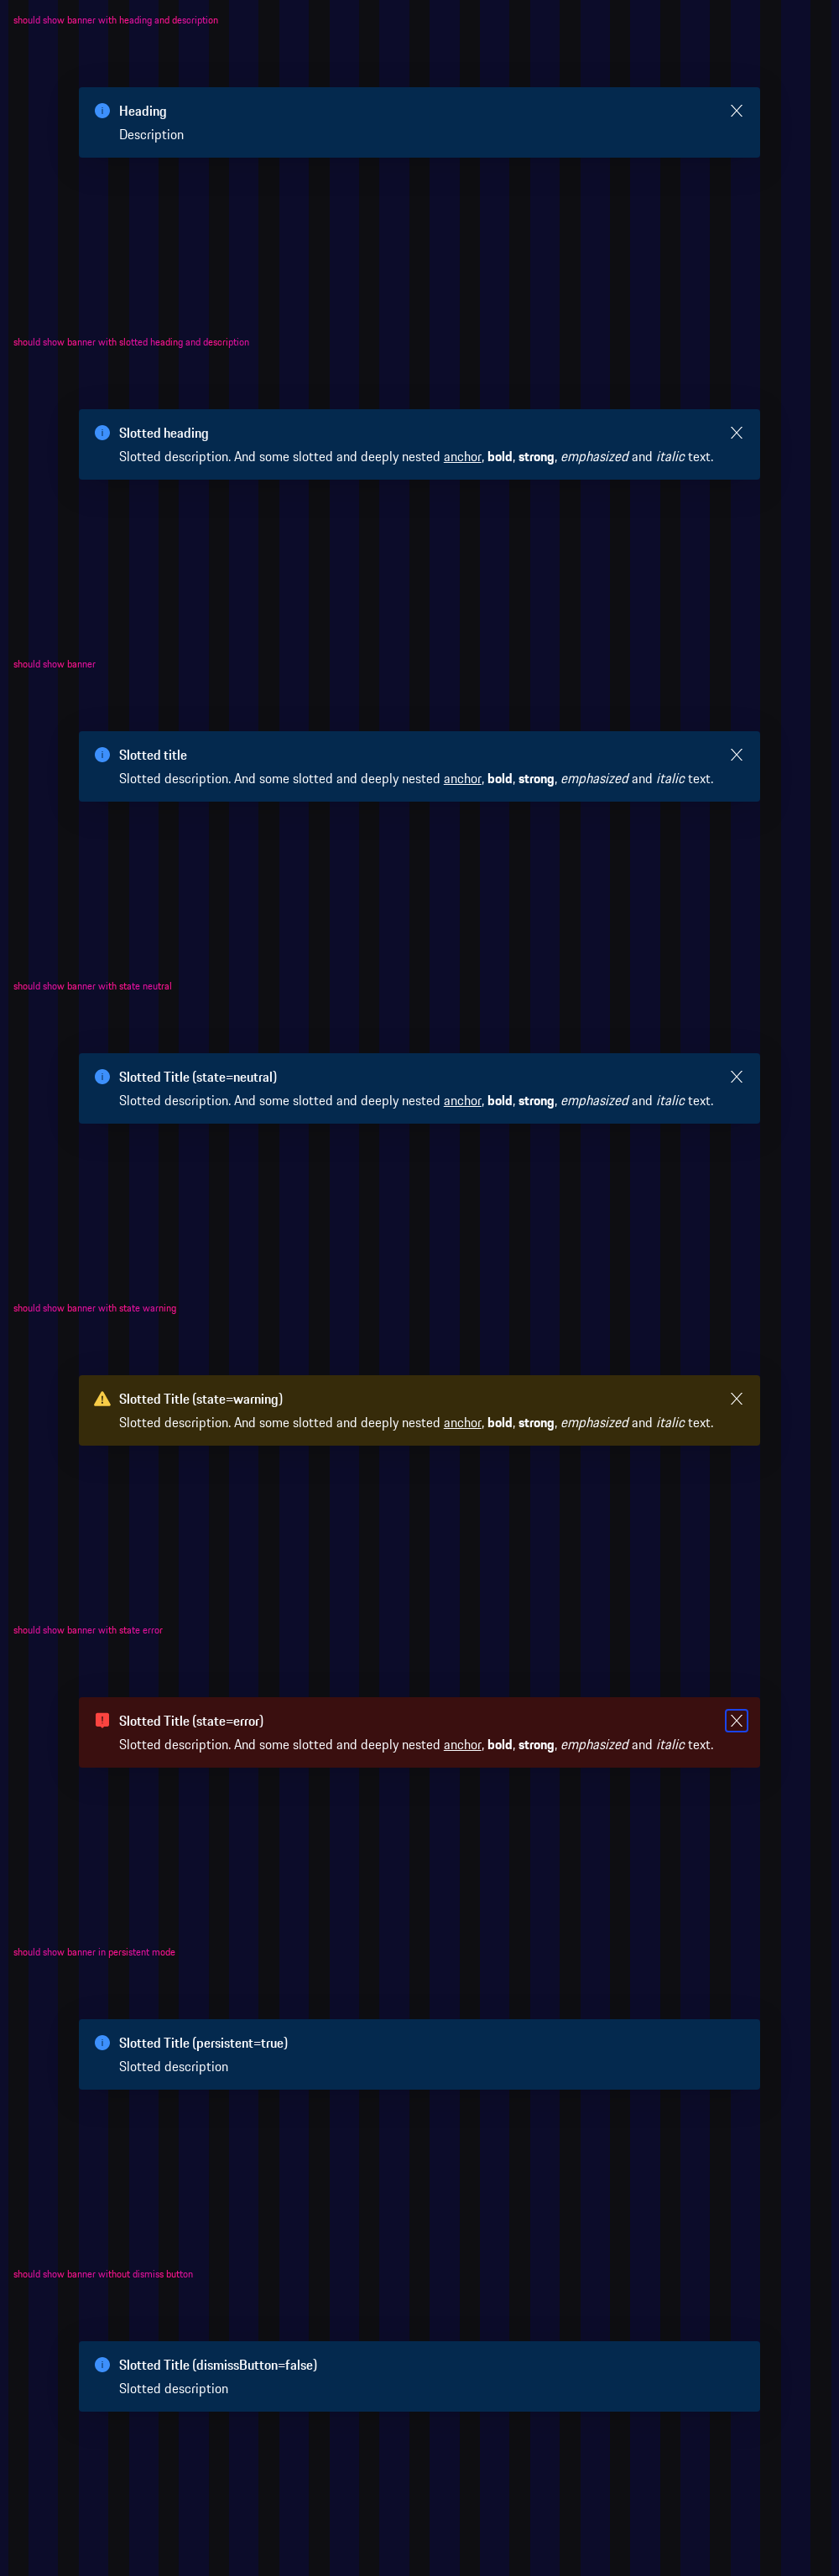 should show banner with heading and description
Heading
Description
should show banner with slotted heading and description
Slotted heading
Slotted description. And some slotted and deeply nested anchor, bold, strong, emphasized and italic text.
should show banner
Slotted title
Slotted description. And some slotted and deeply nested anchor, bold, strong, emphasized and italic text.
should show banner with state neutral
Slotted Title (state=neutral)
Slotted description. And some slotted and deeply nested anchor, bold, strong, emphasized and italic text.
should show banner with state warning
Slotted Title (state=warning)
Slotted description. And some slotted and deeply nested anchor, bold, strong, emphasized and italic text.
should show banner with state error
Slotted Title (state=error)
Slotted description. And some slotted and deeply nested anchor, bold, strong, emphasized and italic text.
should show banner in persistent mode
Slotted Title (persistent=true)
Slotted description
should show banner without dismiss button
Slotted Title (dismissButton=false)
Slotted description